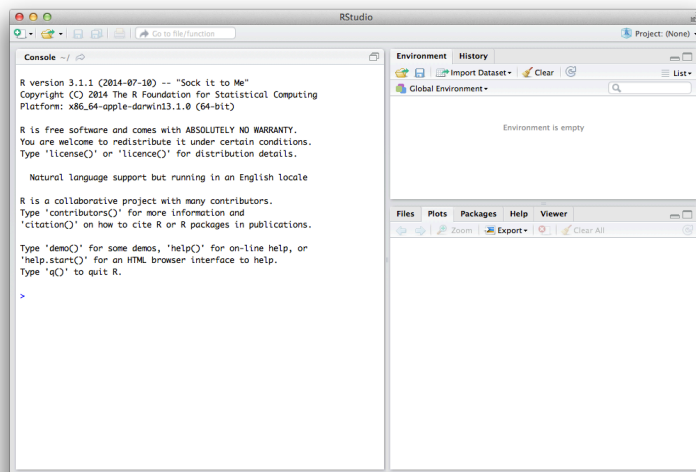 RStudio
Go to file/function
Project: (None)
Console ~/
R version 3.1.1 (2014-07-10) -- "Sock it to Me"
Copyright (C) 2014 The R Foundation for Statistical Computing
Platform: x86_64-apple-darwin13.1.0 (64-bit)
R is free software and comes with ABSOLUTELY NO WARRANTY.
You are welcome to redistribute it under certain conditions.
Type 'license()' or 'licence()' for distribution details.
Natural language support but running in an English locale
R is a collaborative project with many contributors.
Type 'contributors()' for more information and
'citation()' on how to cite R or R packages in publications.
Type 'demo()' for some demos, 'help()' for on-line help, or
'help.start()' for an HTML browser interface to help.
Type 'q()' to quit R.
>
Environment History
Import Dataset Clear List
Global Environment
Environment is empty
Files Plots Packages Help Viewer
Zoom Export Clear All